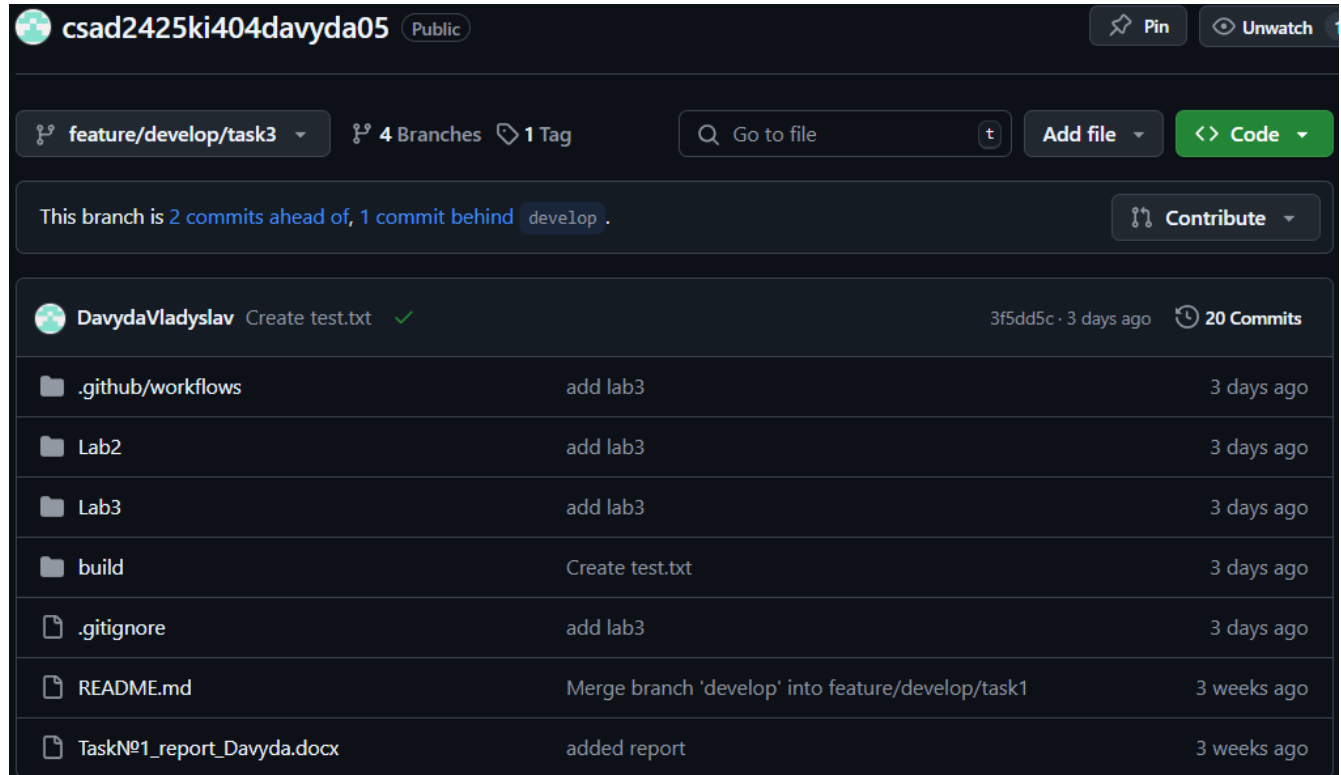 csad2425ki404davyda05 Public Pin Unwatch 1
feature/develop/task3 4 Branches 1 Tag Go to file t Add file Code
This branch is 2 commits ahead of, 1 commit behind develop . Contribute
DavydaVladyslav Create test.txt 3f5dd5c · 3 days ago 20 Commits
.github/workflows add lab3 3 days ago
Lab2 add lab3 3 days ago
Lab3 add lab3 3 days ago
build Create test.txt 3 days ago
.gitignore add lab3 3 days ago
README.md Merge branch 'develop' into feature/develop/task1 3 weeks ago
Task№1_report_Davyda.docx added report 3 weeks ago